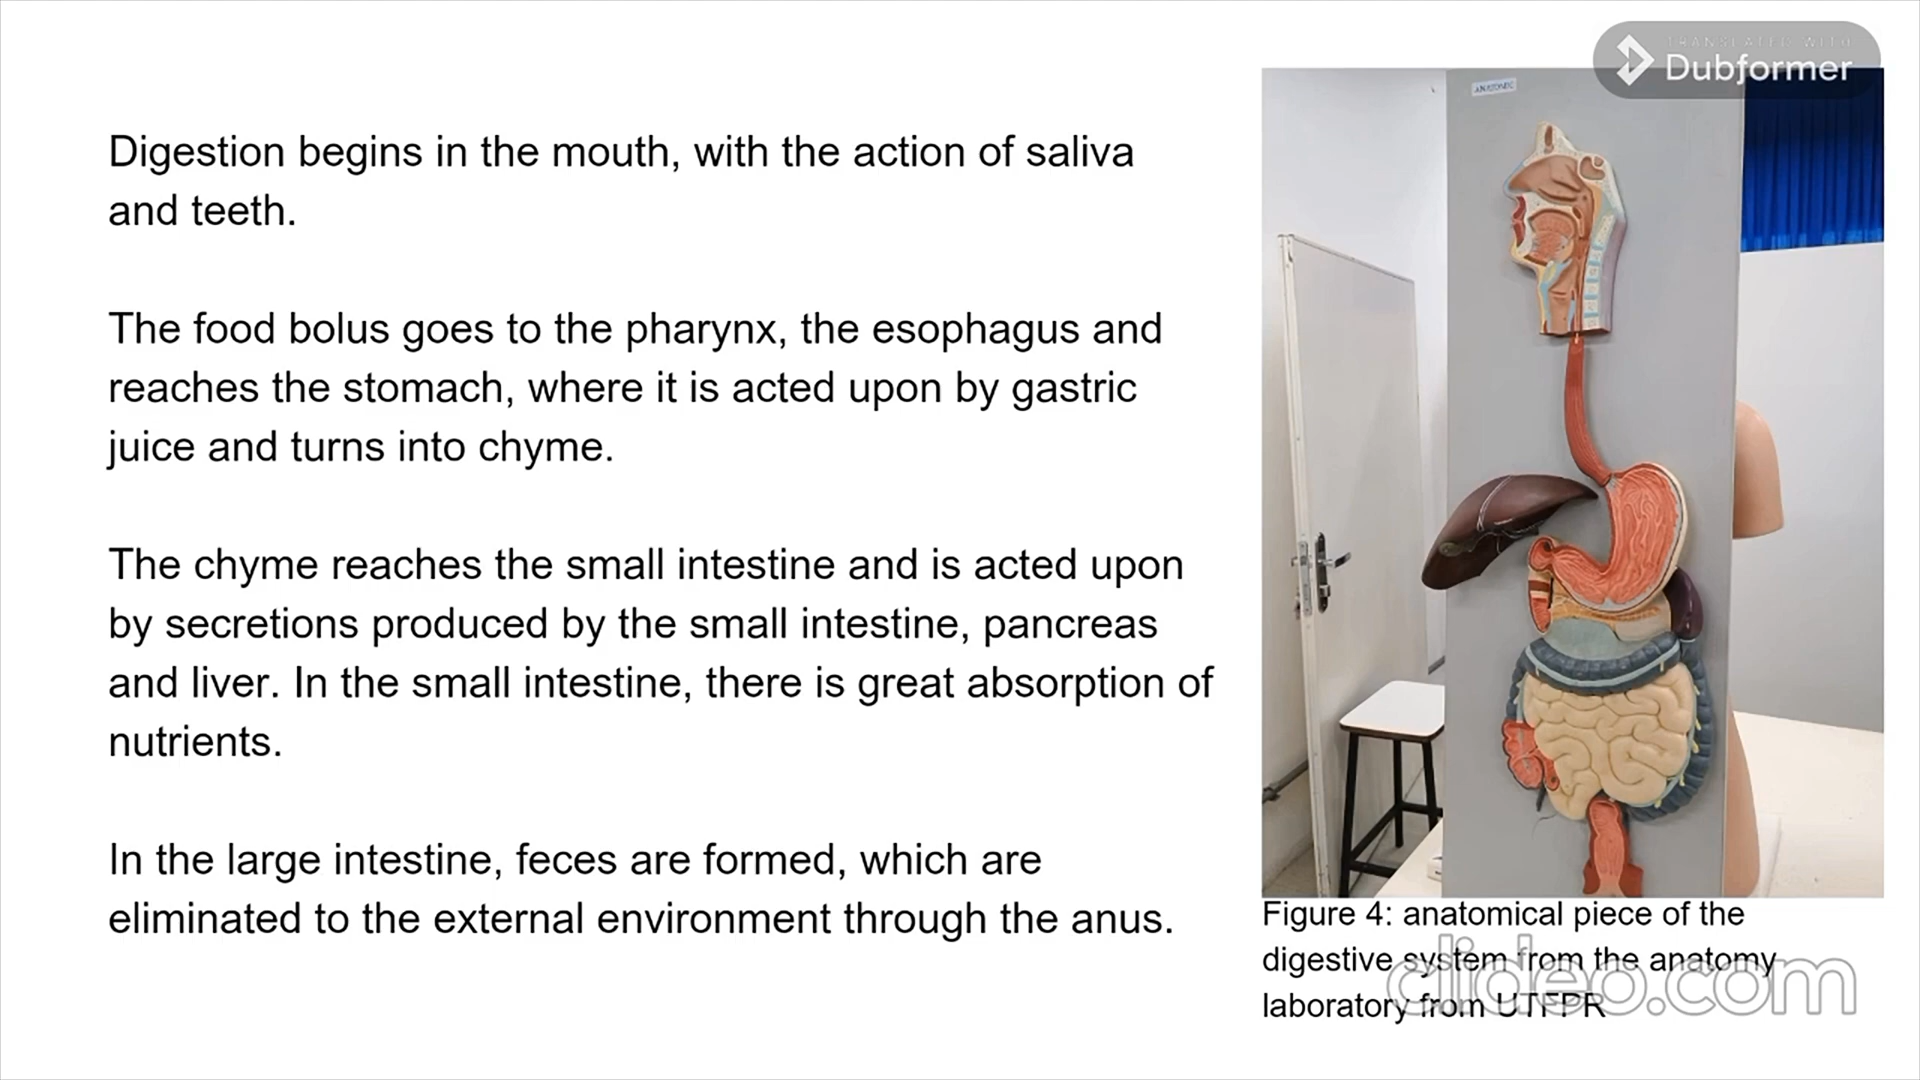 TRANSLATED WITH
Dubformer
ANATOMIC
Digestion begins in the mouth, with the action of saliva
and teeth.
The food bolus goes to the pharynx, the esophagus and
reaches the stomach, where it is acted upon by gastric
juice and turns into chyme.
The chyme reaches the small intestine and is acted upon
by secretions produced by the small intestine, pancreas
and liver. In the small intestine, there is great absorption of
nutrients.
In the large intestine, feces are formed, which are
eliminated to the external environment through the anus.
Figure 4: anatomical piece of the
digestive system from the anatomy
laboratory from UTFPR
clideo.com